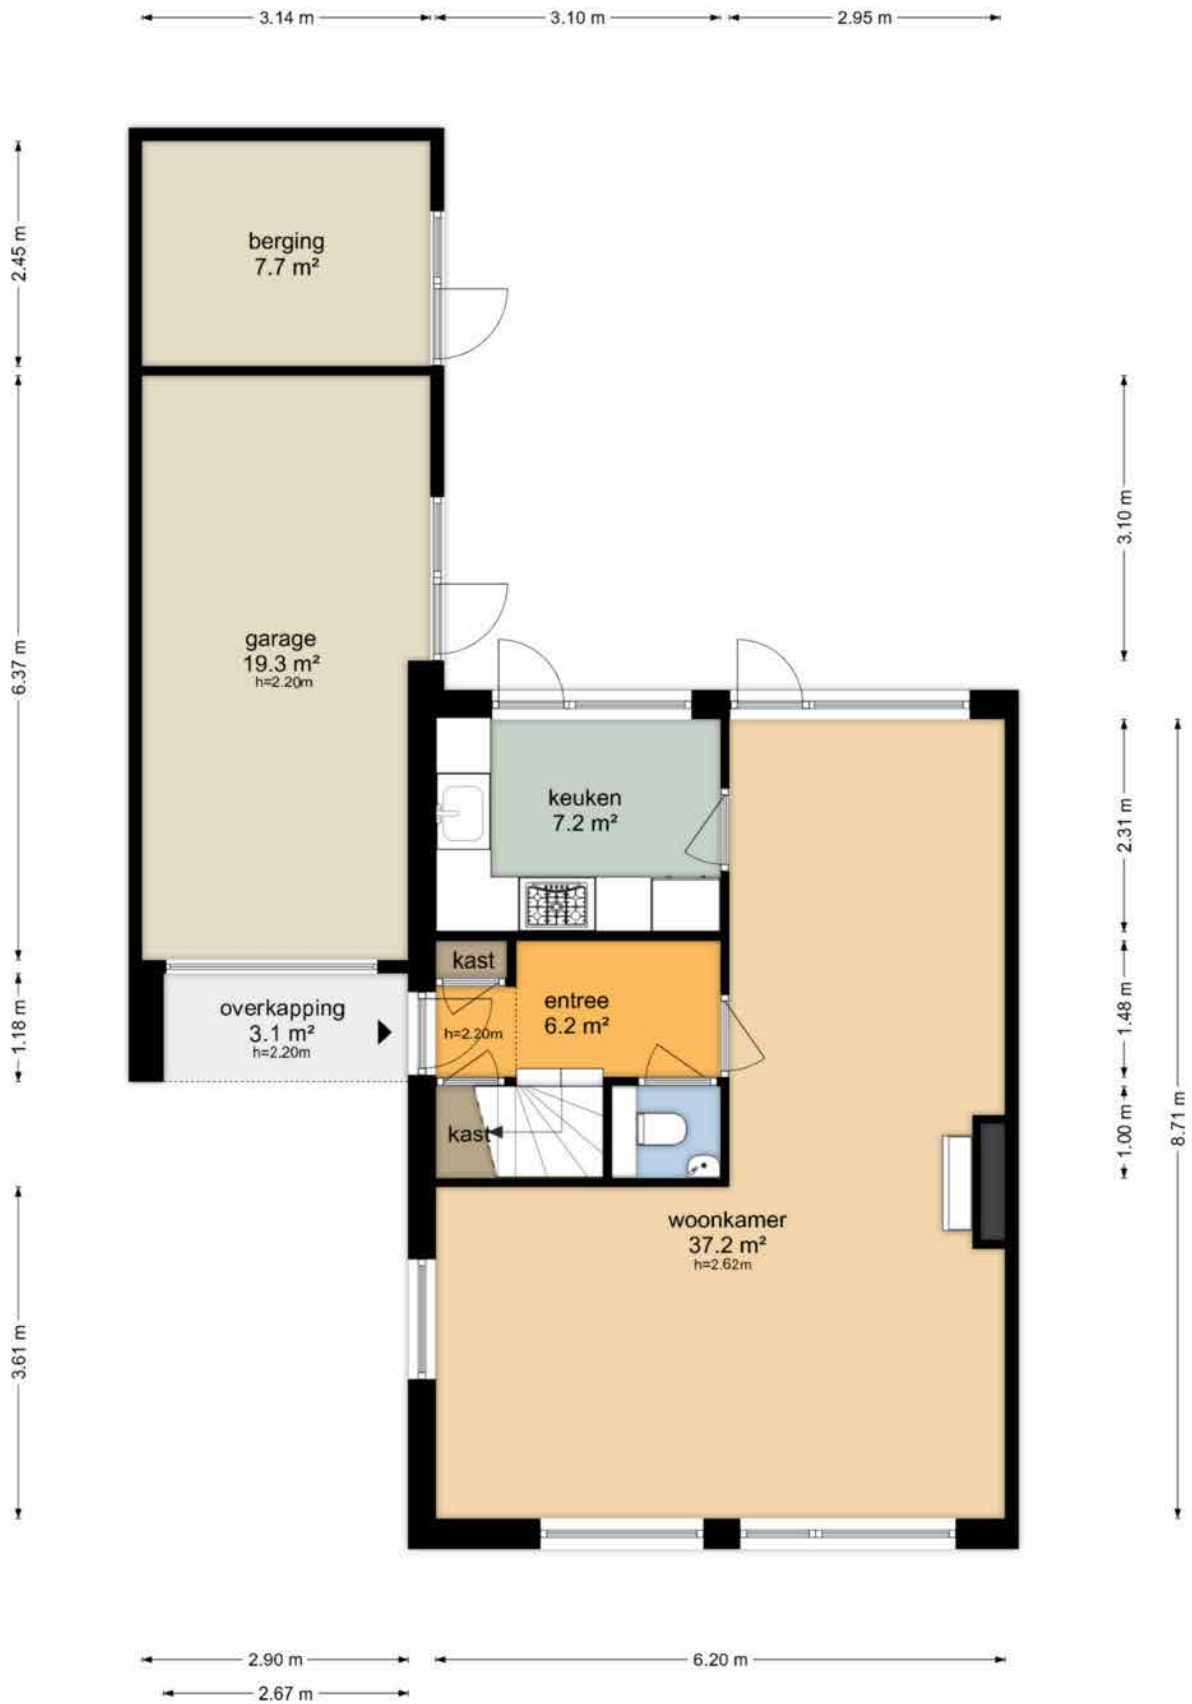 3.14 m
3.10 m
2.95 m
2.45 m
berging
7.7 m²
6.37 m
3.10 m
garage
19.3 m²
h=2.20m
keuken
7.2 m²
2.31 m
kast
entree
6.2 m²
h=2.20m
overkapping
3.1 m²
h=2.20m
1.18 m
1.48 m
kast
1.00 m
8.71 m
woonkamer
37.2 m²
h=2.62m
3.61 m
2.90 m
6.20 m
2.67 m